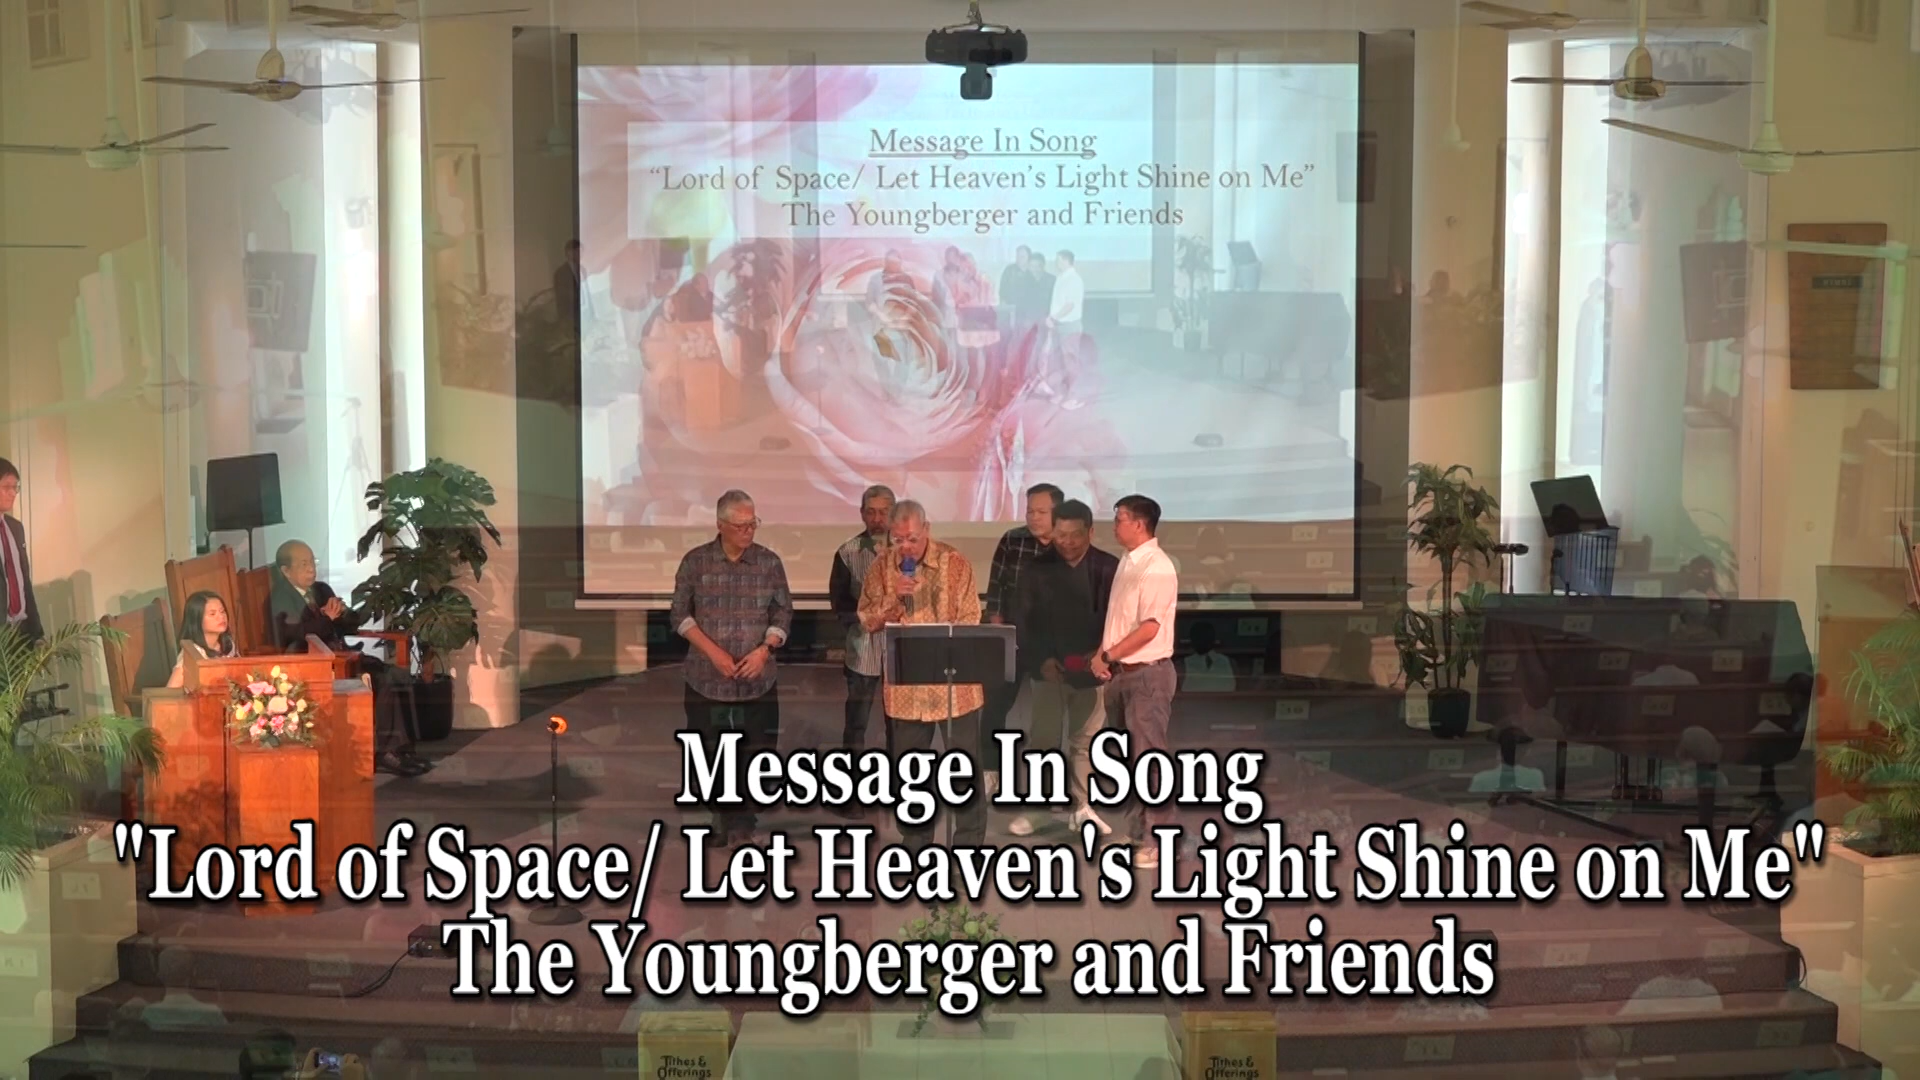 Message In Song
“Lord of Space/ Let Heaven’s Light Shine on Me”
The Youngberger and Friends
Message In Song
"Lord of Space/ Let Heaven's Light Shine on Me"
The Youngberger and Friends
Tithes &
Offerings
Tithes &
Offerings